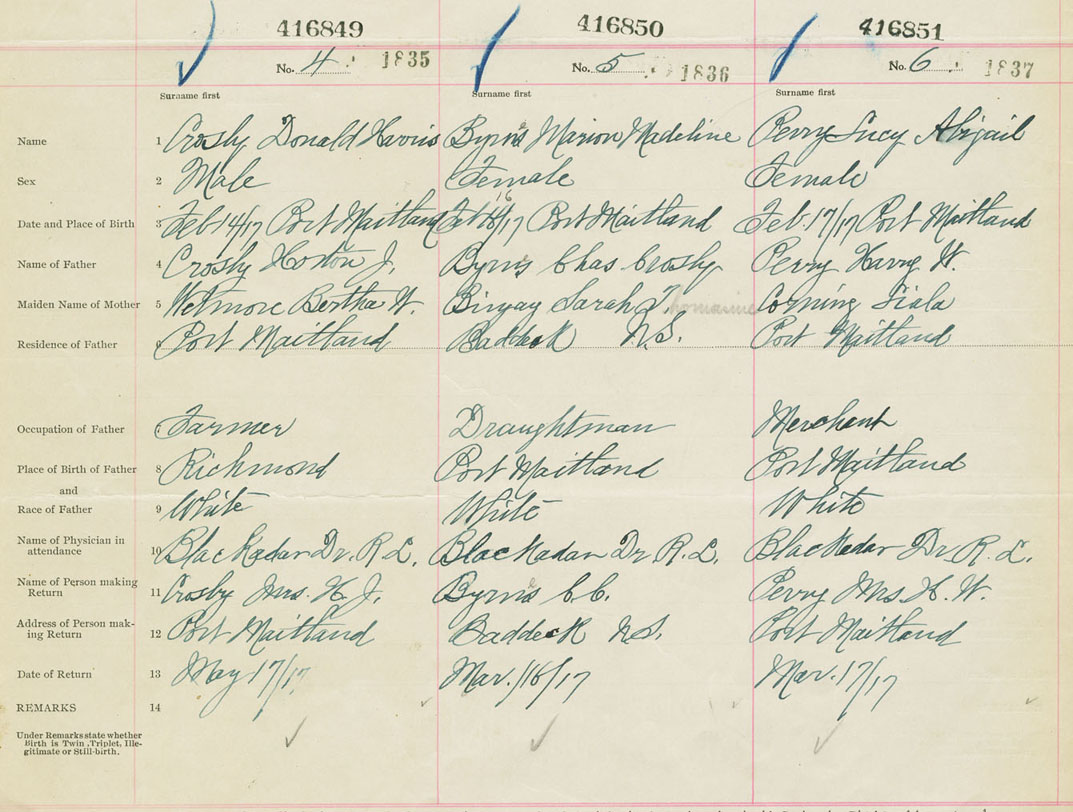 416849 416850 416851
No. 4 1835 No. 5 1836 No. 6 1837
Surname first Surname first Surname first
Name 1 Crosby Donald Byrns Marion Madeline Perry Lucy Abigail
Sex 2 Male Female Female
Date and Place of Birth 3 Feb 14/17 Port Maitland Feb 16/17 Port Maitland Feb. 17/17 Port Maitland
Name of Father 4 Crosby J. Byrns Chas Crosby Perry Harry W.
Maiden Name of Mother 5 Wetmore Bertha W. Sarah T. Corning
Residence of Father 6 Port Maitland Baddeck N.S. Port Maitland
Occupation of Father 7 Farmer Draughtman Merchant
Place of Birth of Father 8 Richmond Port Maitland Port Maitland
and
Race of Father 9 White White White
Name of Physician in
attendance 10 Blackadar Dr. R. L. Blackadar Dr. R. L. Blackadar Dr R. L.
Name of Person making
Return 11 Crosby Mrs. H. J. Byrns C. C. Perry Mrs. H. W.
Address of Person mak-
ing Return 12 Port Maitland Baddeck N.S. Port Maitland
Date of Return 13 May 17/17 Mar. /16/17 Mar. 17/17
REMARKS 14
Under Remarks state whether
Birth is Twin, Triplet, Ille-
gitimate or Still-birth.